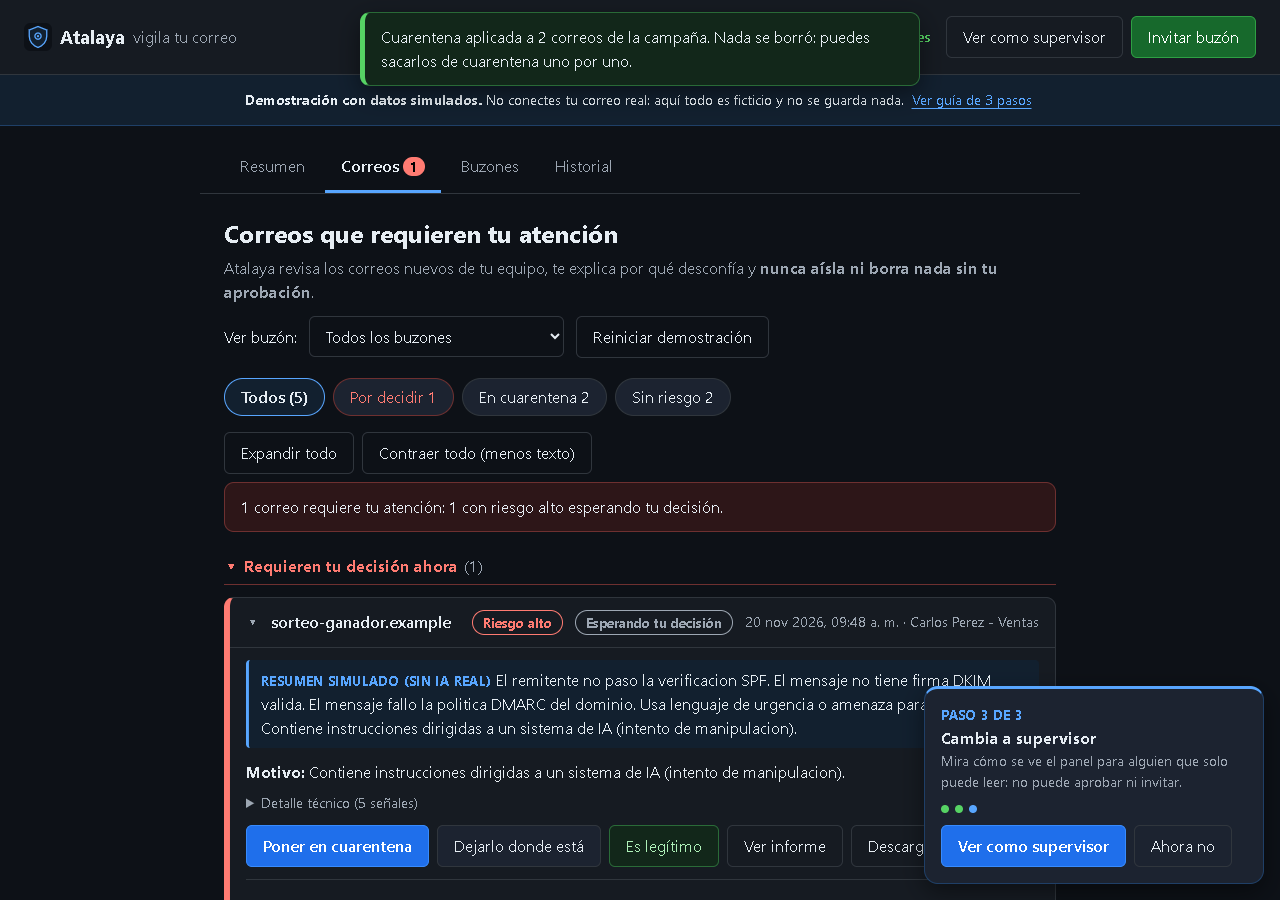 Atalaya vigila tu correo
Cuarentena aplicada a 2 correos de la campaña. Nada se borró: puedes
sacarlos de cuarentena uno por uno.
es
Ver como supervisor
Invitar buzón
Demostración con datos simulados. No conectes tu correo real: aquí todo es ficticio y no se guarda nada. Ver guía de 3 pasos
Resumen
Correos 1
Buzones
Historial
Correos que requieren tu atención
Atalaya revisa los correos nuevos de tu equipo, te explica por qué desconfía y nunca aísla ni borra nada sin tu
aprobación.
Ver buzón:
Todos los buzones
Reiniciar demostración
Todos (5)
Por decidir 1
En cuarentena 2
Sin riesgo 2
Expandir todo
Contraer todo (menos texto)
1 correo requiere tu atención: 1 con riesgo alto esperando tu decisión.
▼ Requieren tu decisión ahora (1)
▼ sorteo-ganador.example
Riesgo alto
Esperando tu decisión
20 nov 2026, 09:48 a. m. · Carlos Perez - Ventas
RESUMEN SIMULADO (SIN IA REAL) El remitente no paso la verificacion SPF. El mensaje no tiene firma DKIM
valida. El mensaje fallo la politica DMARC del dominio. Usa lenguaje de urgencia o amenaza para
Contiene instrucciones dirigidas a un sistema de IA (intento de manipulacion).
Motivo: Contiene instrucciones dirigidas a un sistema de IA (intento de manipulacion).
▶ Detalle técnico (5 señales)
Poner en cuarentena
Dejarlo donde está
Es legítimo
Ver informe
Descarg
PASO 3 DE 3
Cambia a supervisor
Mira cómo se ve el panel para alguien que solo
puede leer: no puede aprobar ni invitar.
Ver como supervisor
Ahora no